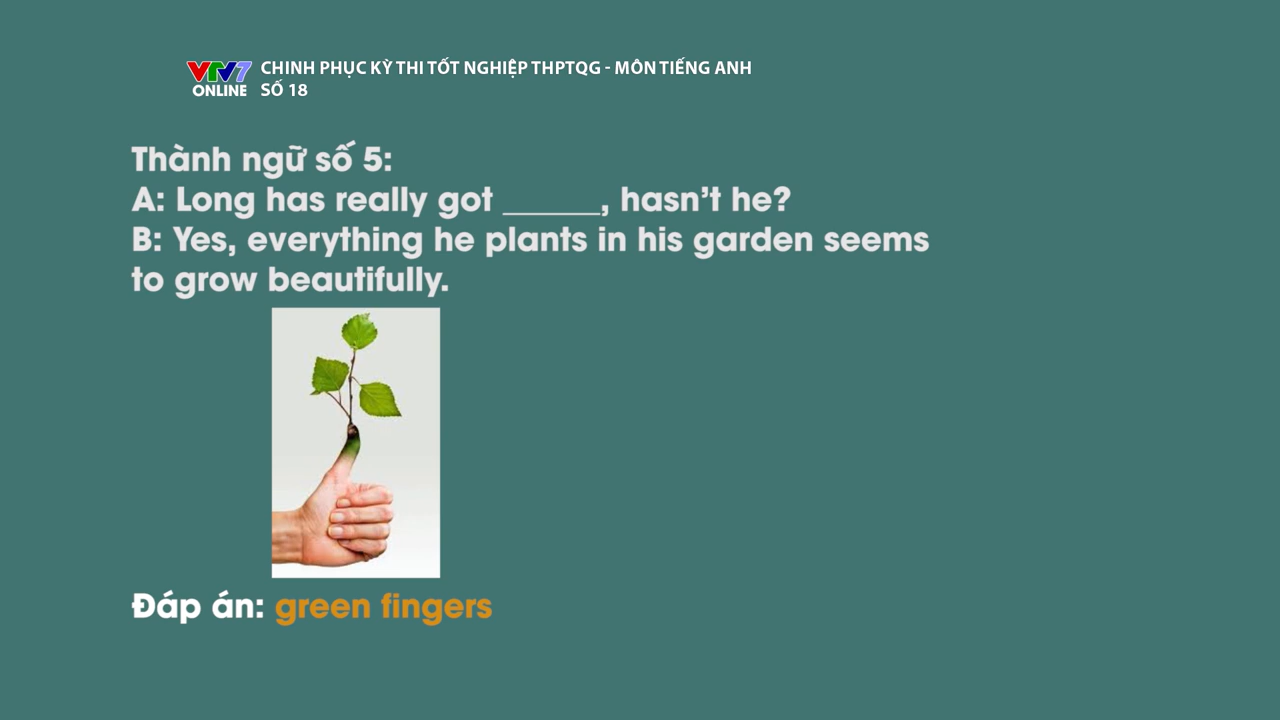 VTV7
ONLINE
CHINH PHỤC KỲ THI TỐT NGHIỆP THPTQG - MÔN TIẾNG ANH
SỐ 18
Thành ngữ số 5:
A: Long has really got ______, hasn't he?
B: Yes, everything he plants in his garden seems
to grow beautifully.
Đáp án: green fingers